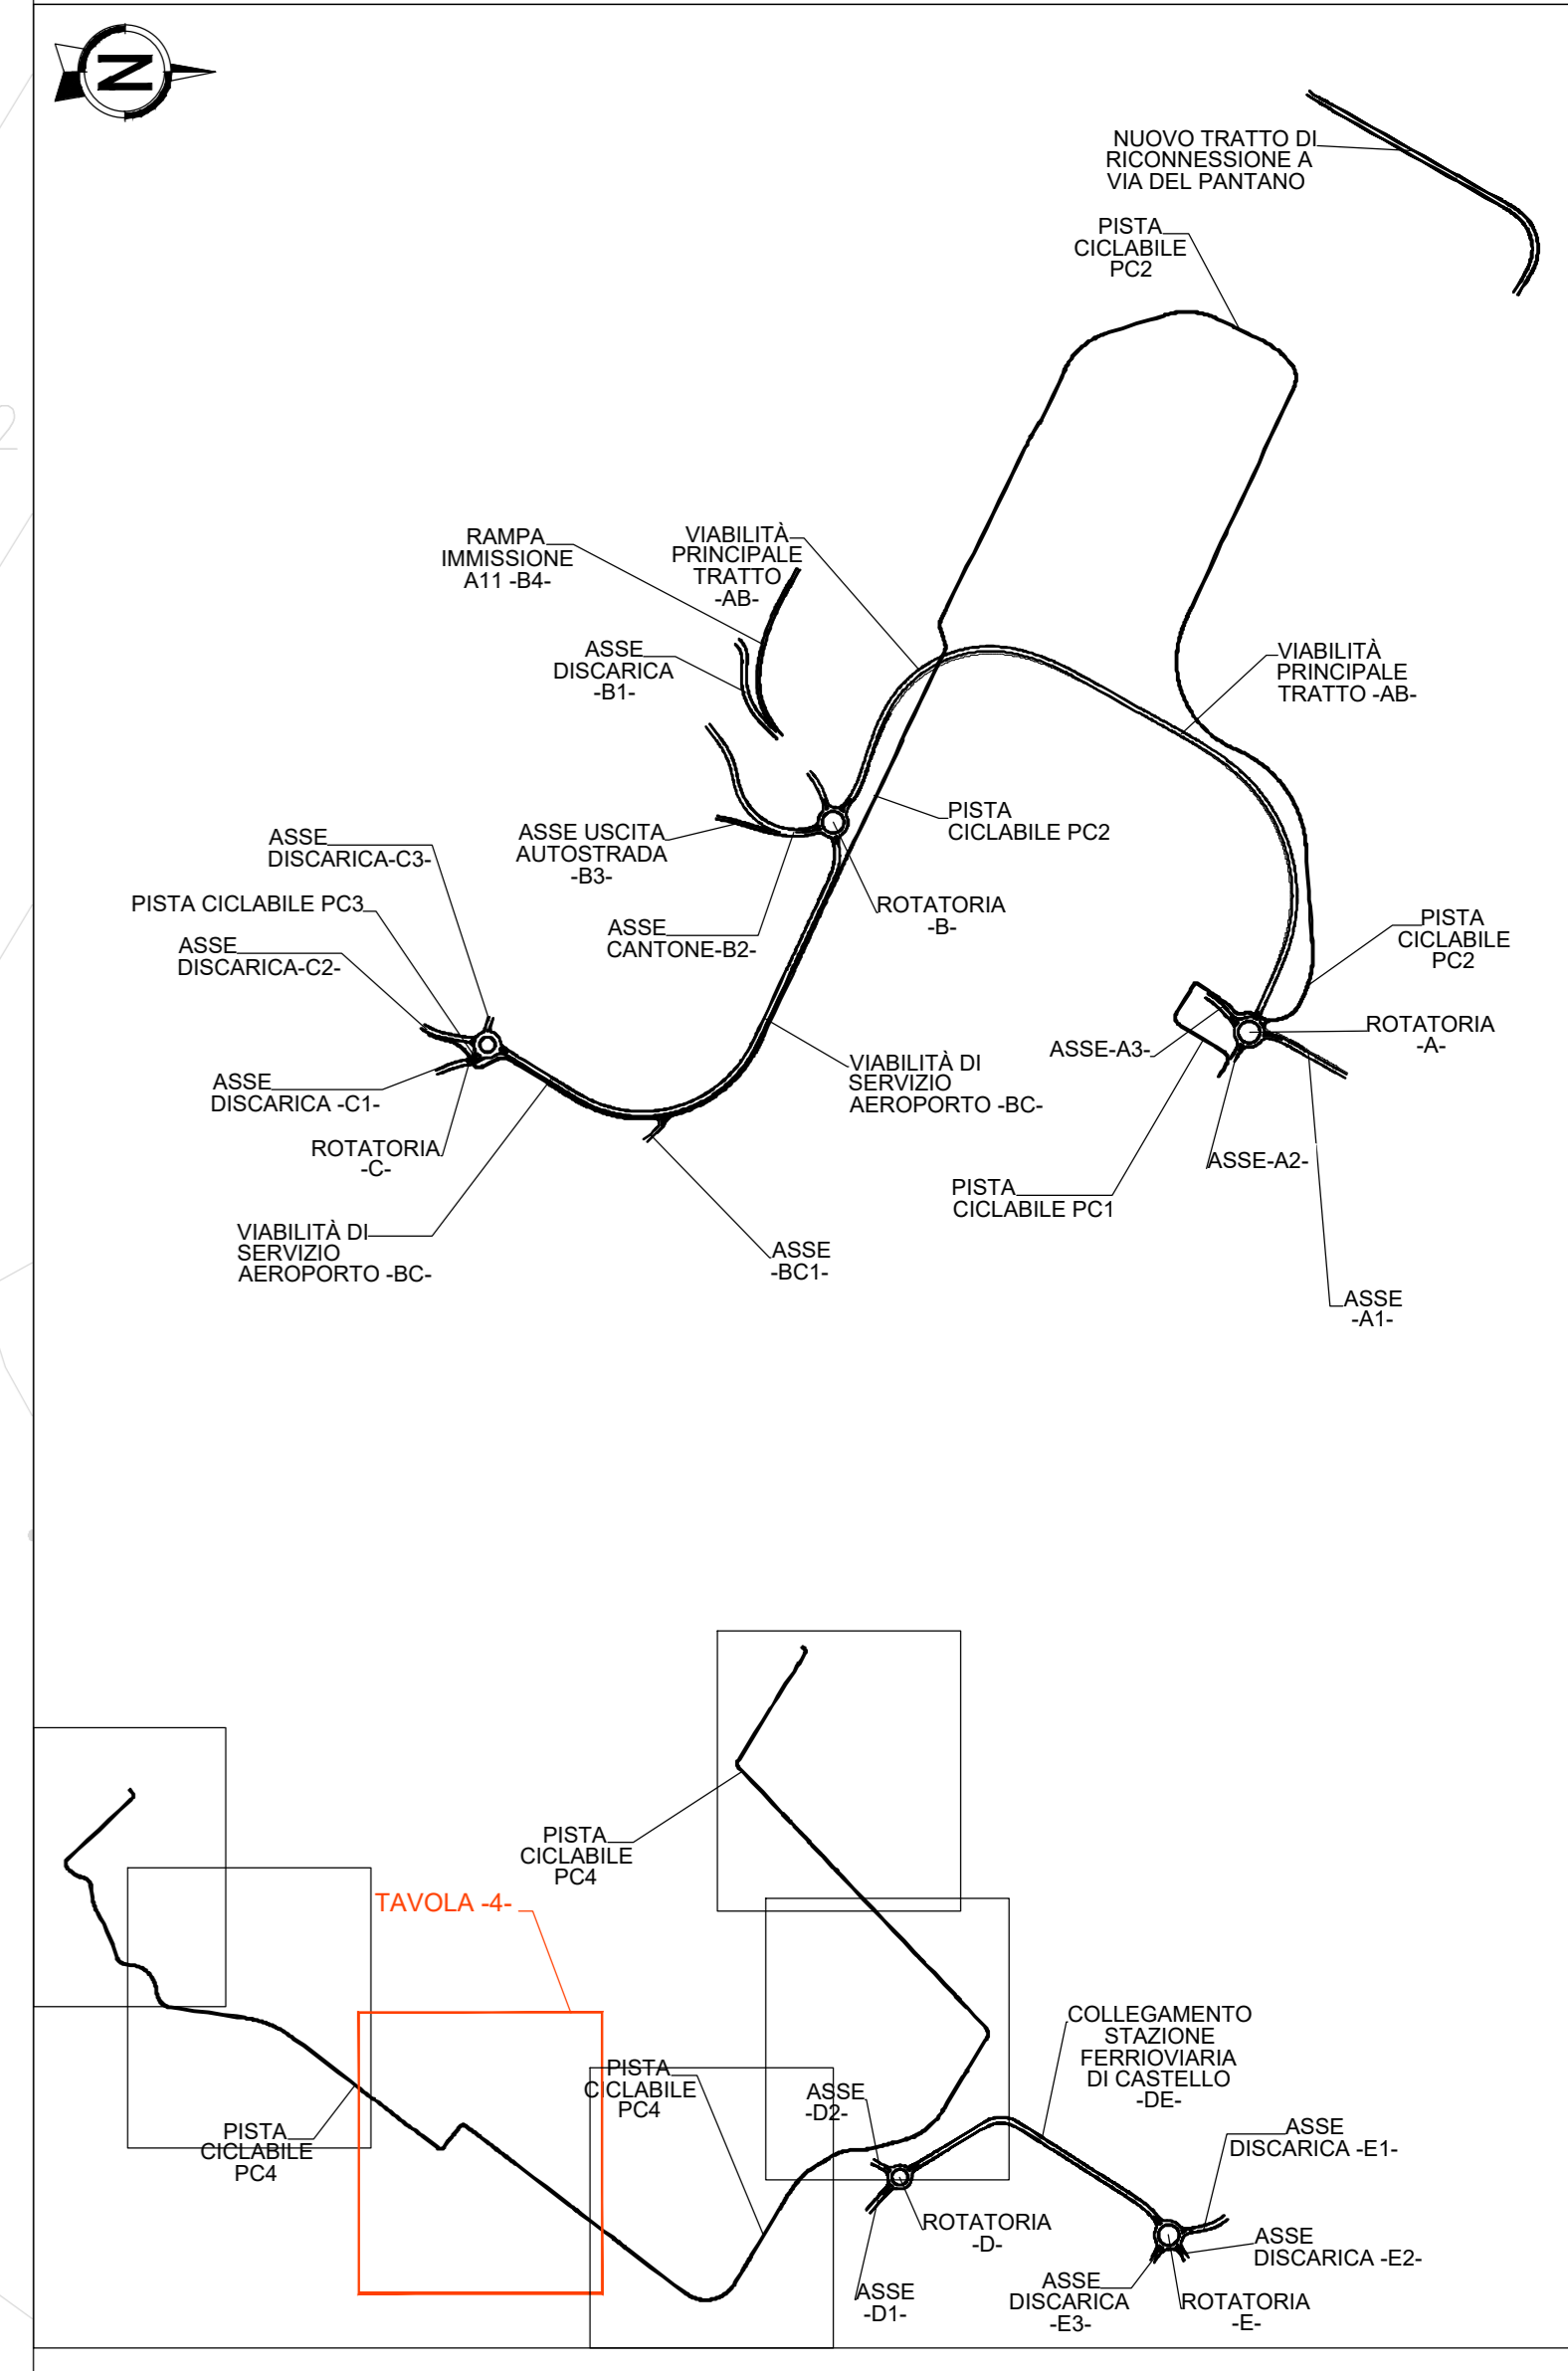 N
NUOVO TRATTO DI
RICONNESSIONE A
VIA DEL PANTANO
PISTA
CICLABILE
PC2
RAMPA
IMMISSIONE
A11 -B4-
VIABILITÀ
PRINCIPALE
TRATTO
-AB-
ASSE
DISCARICA
-B1-
VIABILITÀ
PRINCIPALE
TRATTO -AB-
PISTA
CICLABILE PC2
ASSE USCITA
AUTOSTRADA
-B3-
ASSE
DISCARICA-C3-
PISTA CICLABILE PC3
ASSE
DISCARICA-C2-
ASSE
CANTONE-B2-
ROTATORIA
-B-
PISTA
CICLABILE
PC2
ROTATORIA
-A-
ASSE-A3-
VIABILITÀ DI
SERVIZIO
AEROPORTO -BC-
ASSE
DISCARICA -C1-
ROTATORIA
-C-
ASSE-A2-
PISTA
CICLABILE PC1
VIABILITÀ DI
SERVIZIO
AEROPORTO -BC-
ASSE
-BC1-
ASSE
-A1-
PISTA
CICLABILE
PC4
TAVOLA -4-
COLLEGAMENTO
STAZIONE
FERRIOVIARIA
DI CASTELLO
-DE-
PISTA
CICLABILE
PC4
ASSE
-D2-
PISTA
CICLABILE
PC4
ASSE
DISCARICA -E1-
ROTATORIA
-D-
ASSE
DISCARICA -E2-
ASSE
-D1-
ASSE
DISCARICA
-E3-
ROTATORIA
-E-